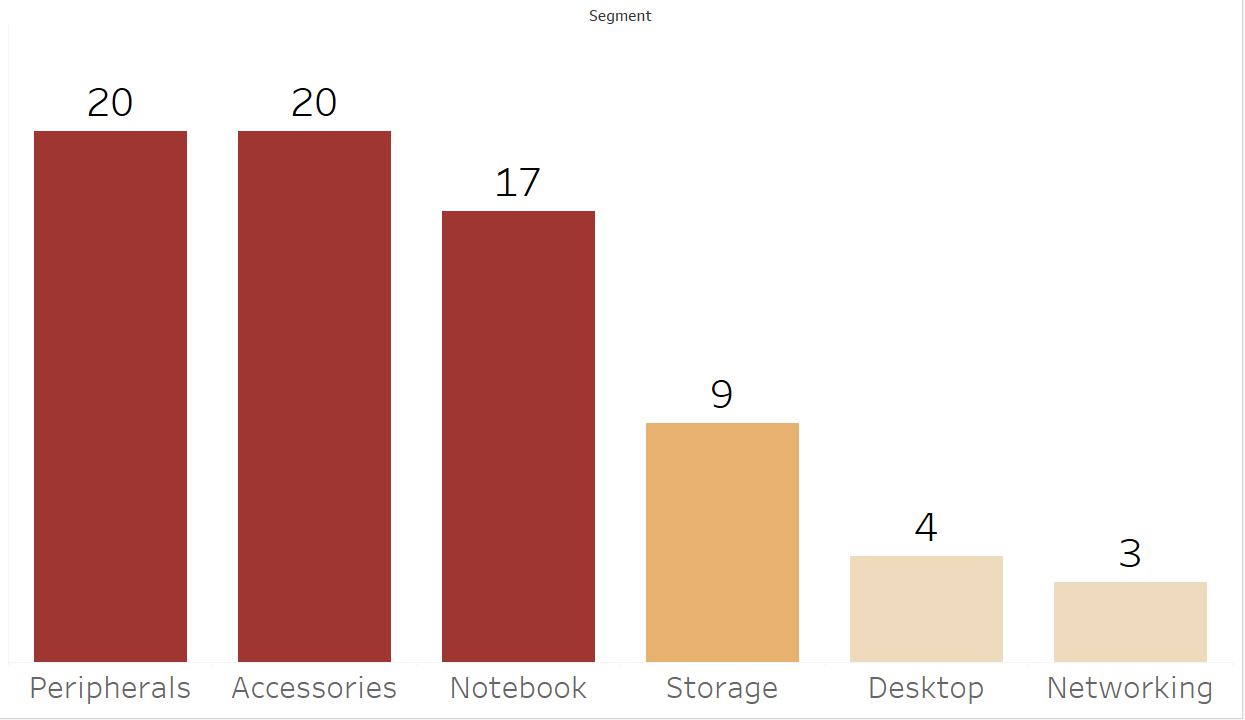 Segment
20
20
17
9
4
3
Peripherals
Accessories
Notebook
Storage
Desktop
Networking